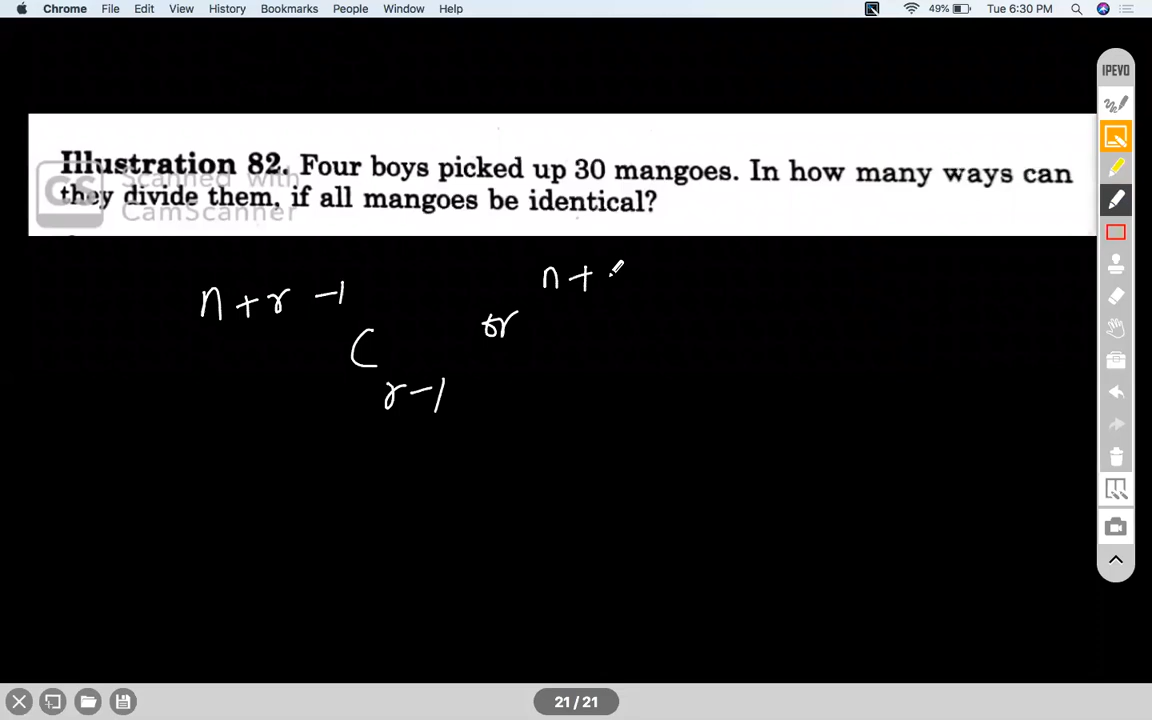 Chrome File Edit View History Bookmarks People Window Help 49% Tue 6:30 PM
IPEVO
Illustration 82. Four boys picked up 30 mangoes. In how many ways can
they divide them, if all mangoes be identical?
CS Scanned with
CamScanner
n+r-1
C
r-1
or
n+
21/21